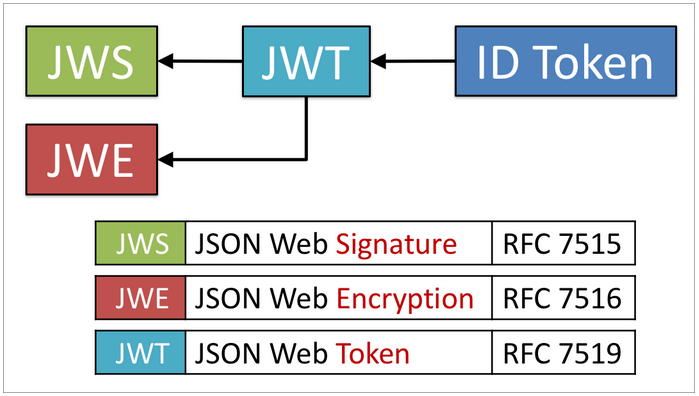 JWS JWT ID Token
JWE
JWS JSON Web Signature RFC 7515
JWE JSON Web Encryption RFC 7516
JWT JSON Web Token RFC 7519